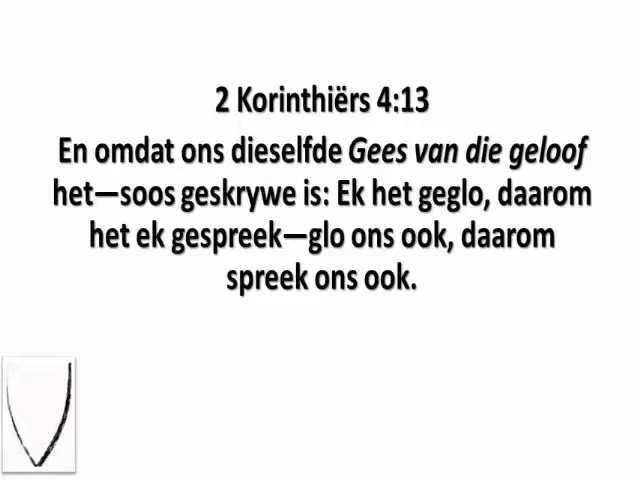 2 Korinthiërs 4:13
En omdat ons dieselfde Gees van die geloof
het—soos geskrywe is: Ek het geglo, daarom
het ek gespreek—glo ons ook, daarom
spreek ons ook.